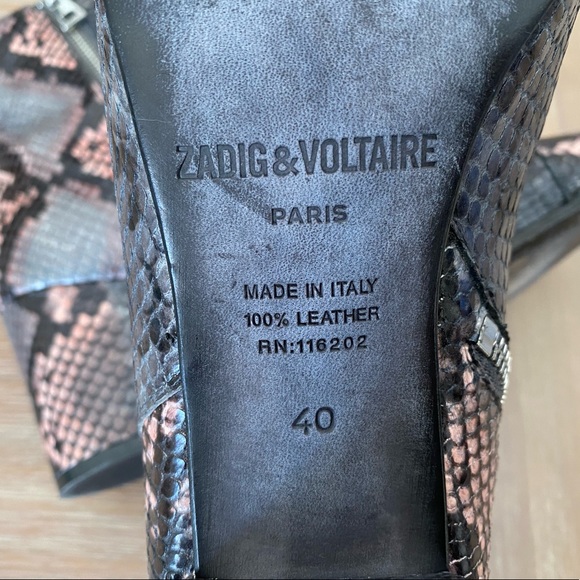 ZADIG&VOLTAIRE
PARIS
MADE IN ITALY
100% LEATHER
RN:116202
40